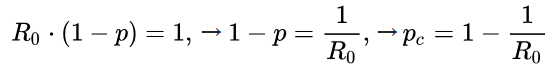 R₀ · (1 − p) = 1, → 1 − p = 1/R₀, → p_c = 1 − 1/R₀